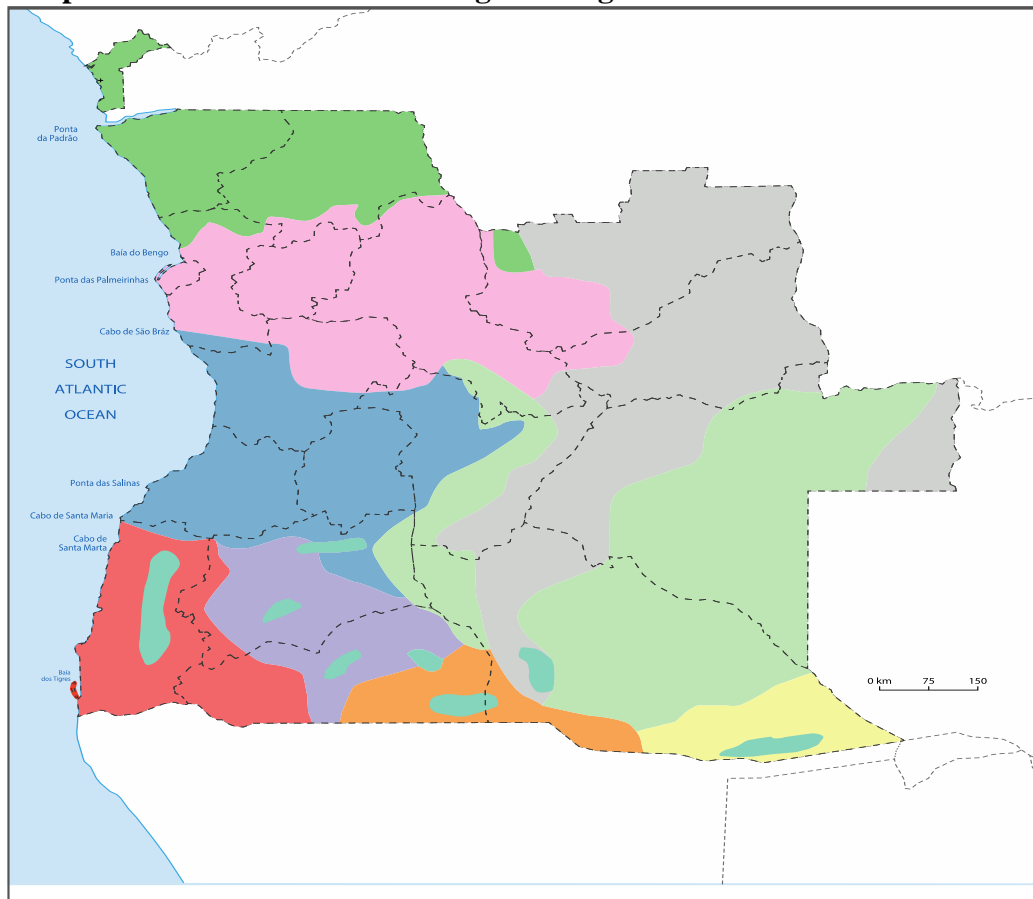 Ponta
da Padrão
Baía do Bengo
Ponta das Palmeirinhas
Cabo de São Bráz
SOUTH
ATLANTIC
OCEAN
Ponta das Salinas
Cabo de Santa Maria
Cabo de
Santa Marta
Baía
dos Tigres
0 km 75 150